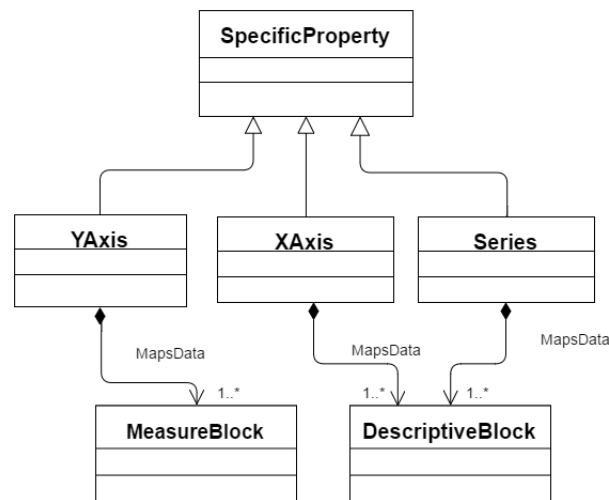 SpecificProperty
YAxis
XAxis
Series
MapsData
MapsData
MapsData
1..*
1..*
1..*
MeasureBlock
DescriptiveBlock